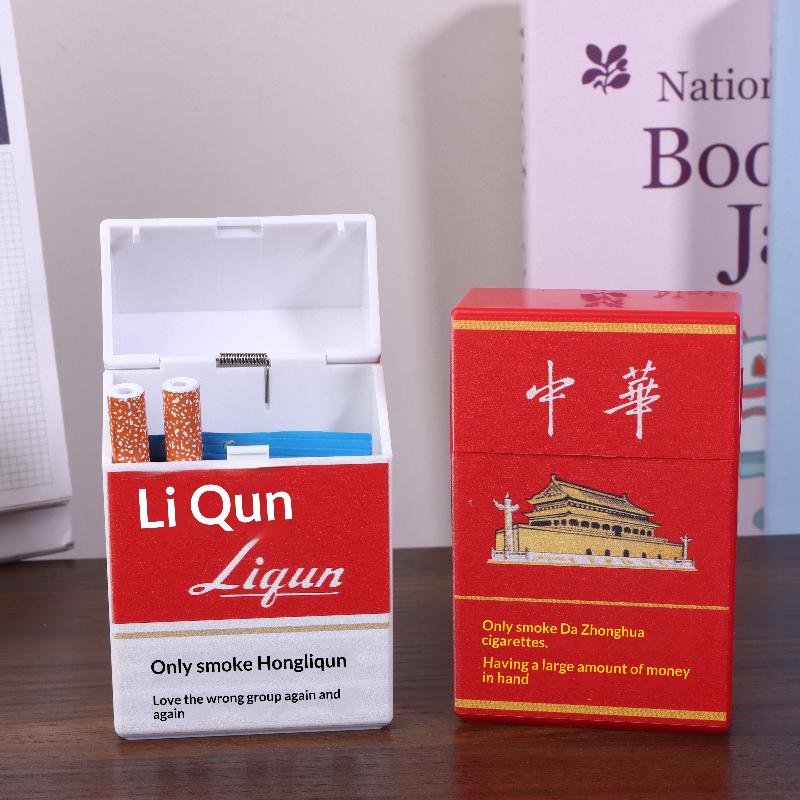 Nation
Boo
Ja
Li Qun
Liqun
Only smoke Hongliqun
Love the wrong group again and
again
中華
Only smoke Da Zhonghua
cigarettes.
Having a large amount of money
in hand